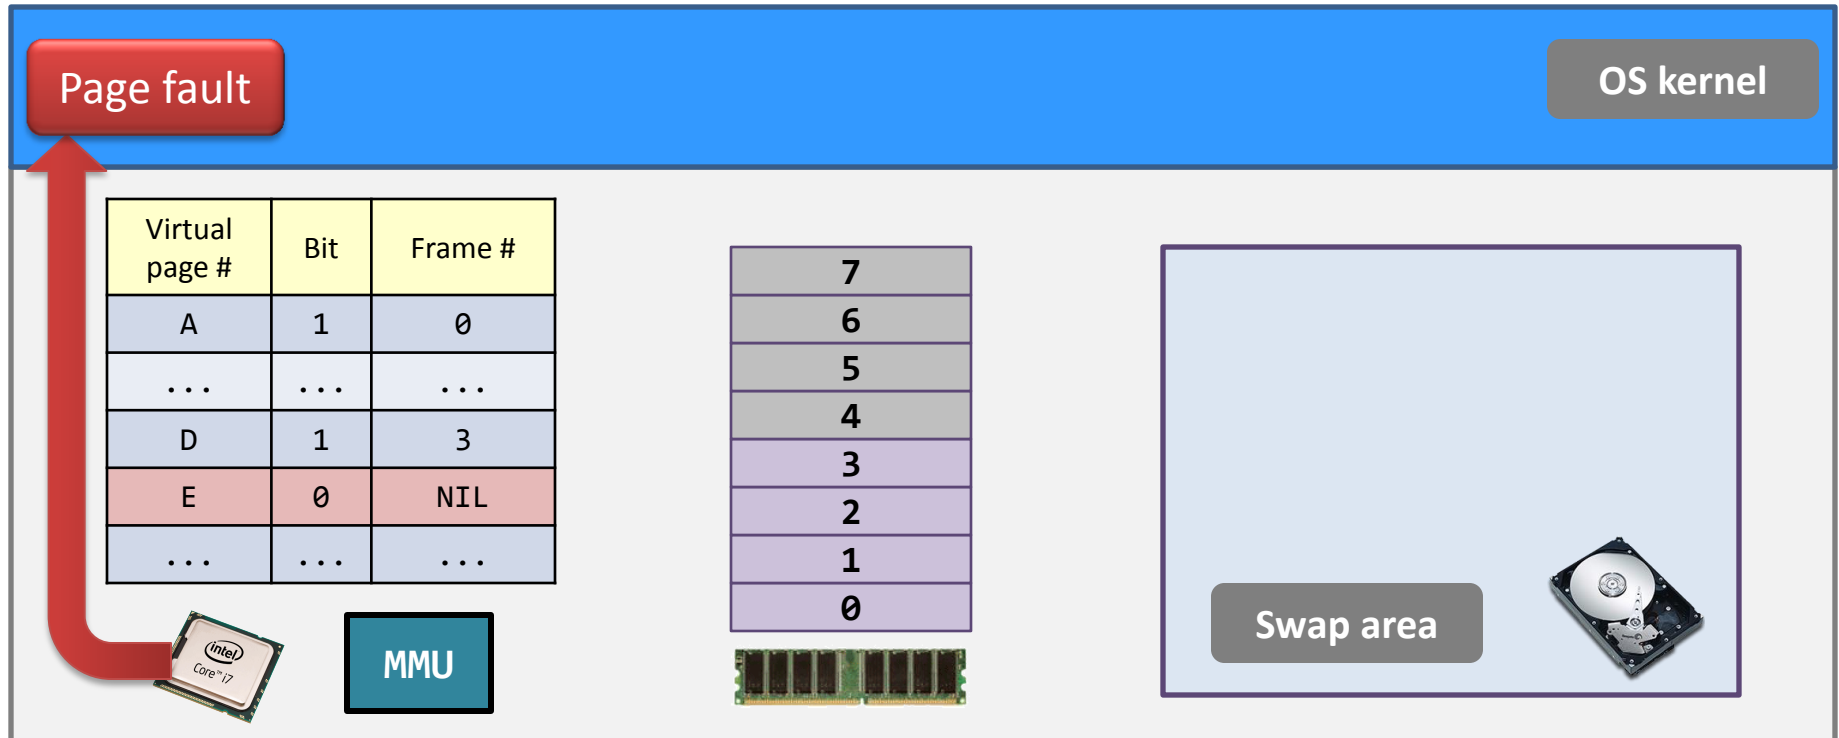 Page fault
OS kernel
Virtual
page #
Bit
Frame #
A
1
0
...
...
...
D
1
3
E
0
NIL
...
...
...
7
6
5
4
3
2
1
0
intel
Core™ i7
MMU
Swap area